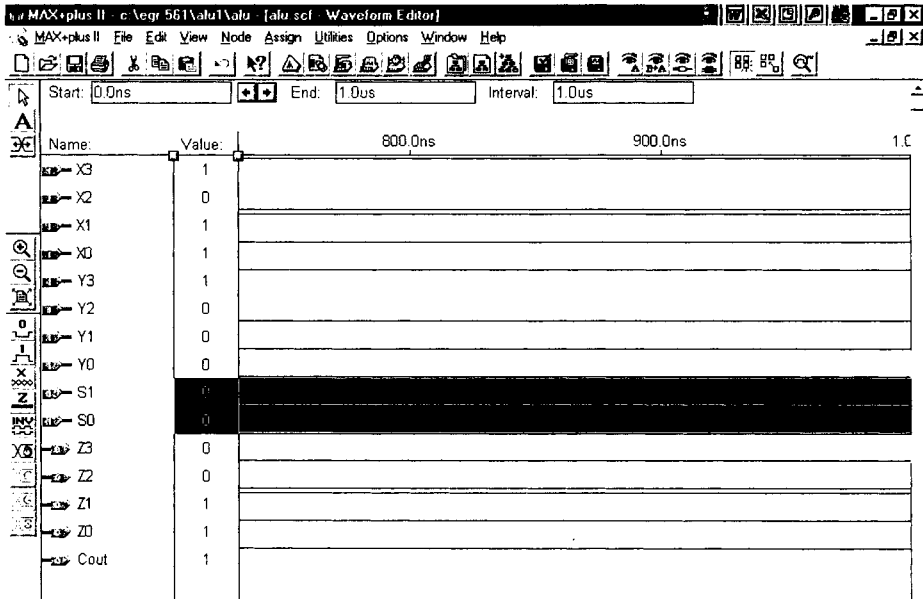 MAX+plus II - c:\egr 561\alu1\alu - [alu.scf - Waveform Editor]
MAX+plus II File Edit View Node Assign Utilities Options Window Help
Start: 0.0ns End: 1.0us Interval: 1.0us
Name: Value: 800.0ns 900.0ns 1.0
X3 1
X2 0
X1 1
X0 1
Y3 1
Y2 0
Y1 0
Y0 0
S1 0
S0 0
Z3 0
Z2 0
Z1 1
Z0 1
Cout 1